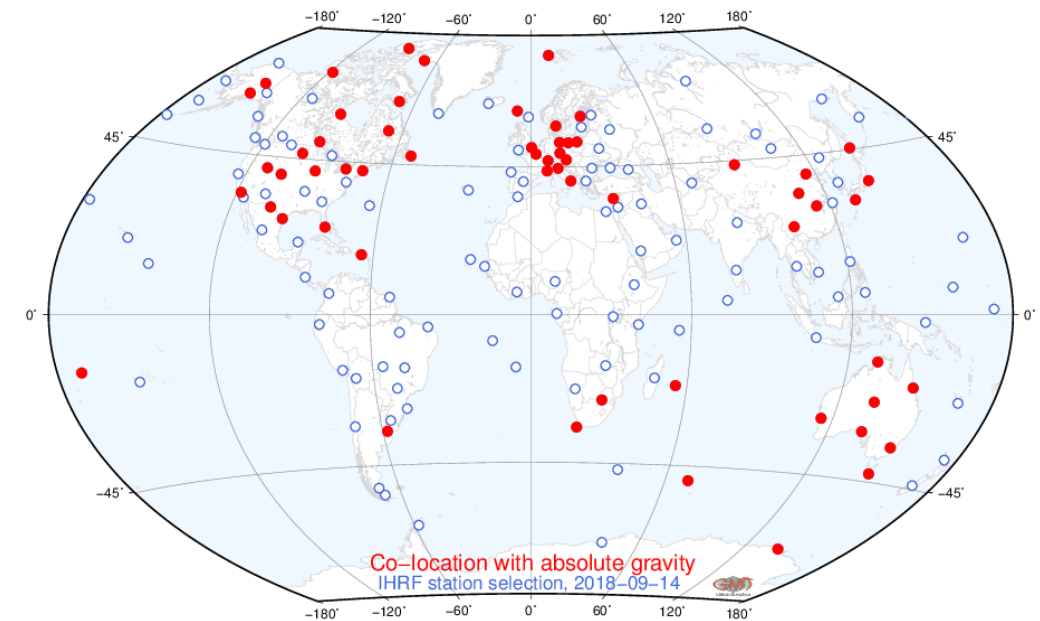 −180˚ −120˚ −60˚ 0˚ 60˚ 120˚ 180˚
45˚ 45˚
0˚ 0˚
−45˚ −45˚
Co−location with absolute gravity
IHRF station selection, 2018−09−14
GMT
−180˚ −120˚ −60˚ 0˚ 60˚ 120˚ 180˚